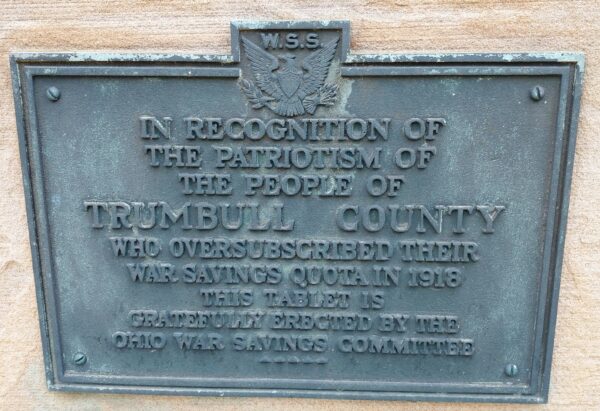 W.S.S.
IN RECOGNITION OF
THE PATRIOTISM OF
THE PEOPLE OF
TRUMBULL COUNTY
WHO OVERSUBSCRIBED THEIR
WAR SAVINGS QUOTA IN 1918
THIS TABLET IS
GRATEFULLY ERECTED BY THE
OHIO WAR SAVINGS COMMITTEE